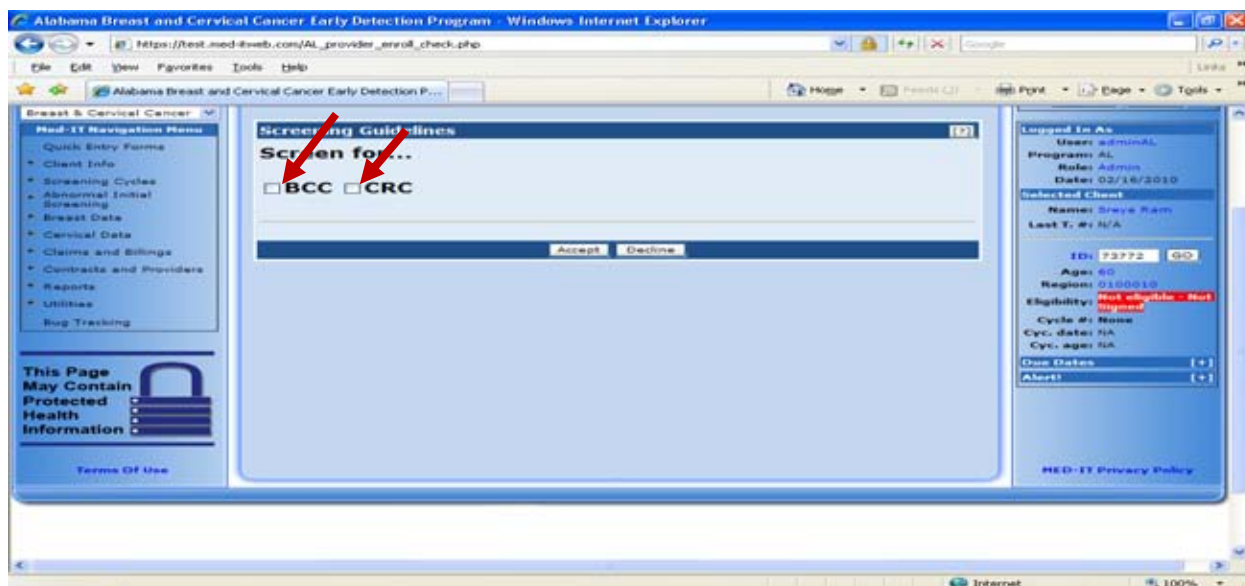 Alabama Breast and Cervical Cancer Early Detection Program - Windows Internet Explorer
https://test.med-itweb.com/AL_provider_enroll_check.php
Google
File Edit View Favorites Tools Help
Links
Alabama Breast and Cervical Cancer Early Detection P...
Home Feeds Print Page Tools
Breast & Cervical Cancer
Med-IT Navigation Menu
Quick Entry Forms
Client Info
Screening Cycles
Abnormal Initial
Screening
Breast Data
Cervical Data
Claims and Billings
Contracts and Providers
Reports
Utilities
Bug Tracking
This Page
May Contain
Protected
Health
Information
Terms Of Use
Screening Guidelines [?]
Screen for...
BCC CRC
Accept Decline
Logged In As
User: adminAL
Program: AL
Role: Admin
Date: 02/16/2010
Selected Client
Name: Sreya Ram
Last T. #: N/A
ID: 73772 GO
Age: 60
Region: 0100010
Eligibility: Not eligible - Not
Signed
Cycle #: None
Cyc. date: NA
Cyc. age: NA
Due Dates [+]
Alert! [+]
MED-IT Privacy Policy
Internet 100%